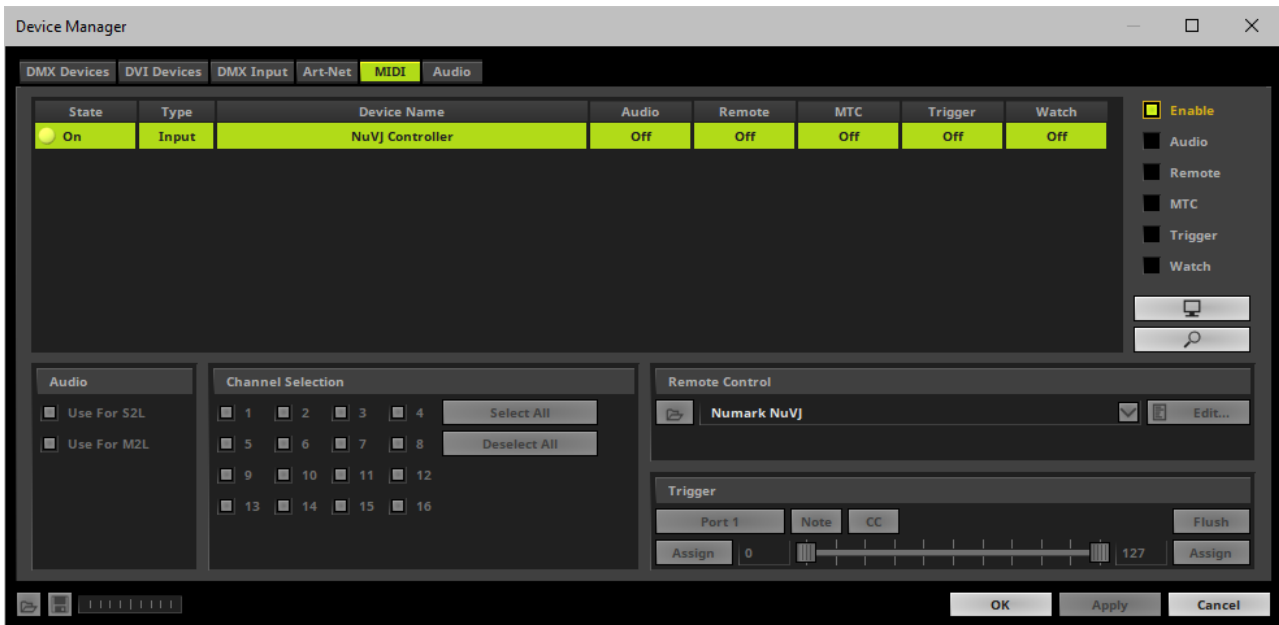 Device Manager
DMX Devices DVI Devices DMX Input Art-Net MIDI Audio
State Type Device Name Audio Remote MTC Trigger Watch
On Input NuVJ Controller Off Off Off Off Off
Enable
Audio
Remote
MTC
Trigger
Watch
Audio
Use For S2L
Use For M2L
Channel Selection
1 2 3 4 Select All
5 6 7 8 Deselect All
9 10 11 12
13 14 15 16
Remote Control
Numark NuVJ Edit...
Trigger
Port 1 Note CC Flush
Assign 0 127 Assign
OK Apply Cancel